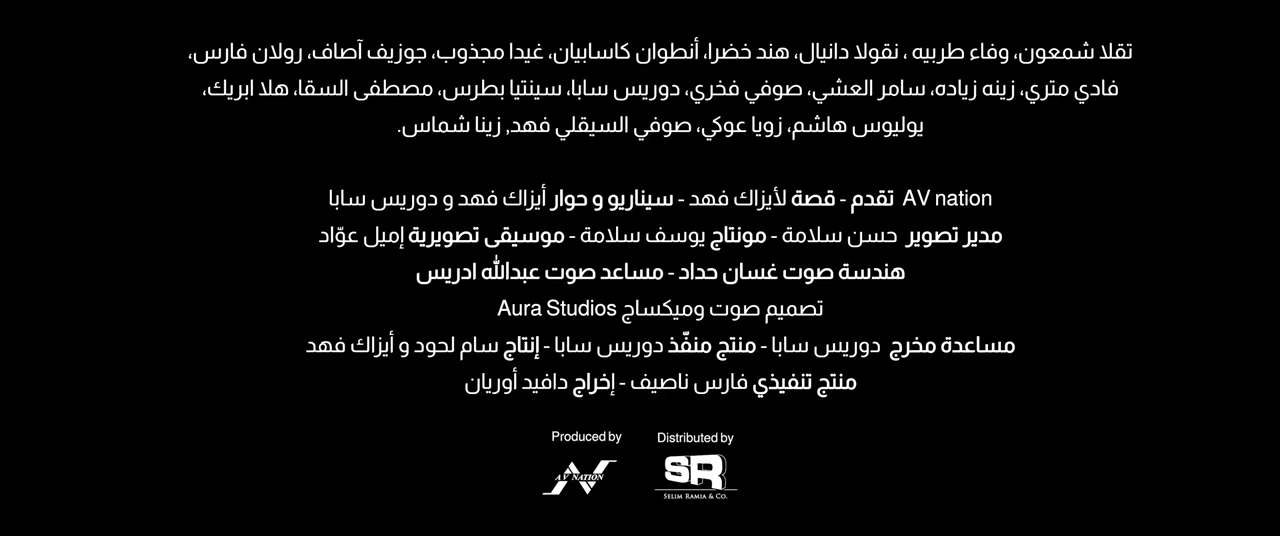 تقلا شمعون، وفاء طربيه ، نقولا دانيال، هند خضرا، أنطوان كاسابيان، غيدا مجذوب، جوزيف آصاف، رولان فارس،
فادي متري، زينه زياده، سامر العشي، صوفي فخري، دوريس سابا، سينتيا بطرس، مصطفى السقا، هلا ابريك،
يوليوس هاشم، زويا عوكي، صوفي السيقلي فهد, زينا شماس.
AV nation تقدم - قصة لأيزاك فهد - سيناريو و حوار أيزاك فهد و دوريس سابا
مدير تصوير حسن سلامة - مونتاج يوسف سلامة - موسيقى تصويرية إميل عوّاد
هندسة صوت غسان حداد - مساعد صوت عبدالله ادريس
تصميم صوت وميكساج Aura Studios
مساعدة مخرج دوريس سابا - منتج منفّذ دوريس سابا - إنتاج سام لحود و أيزاك فهد
منتج تنفيذي فارس ناصيف - إخراج دافيد أوريان
Produced by Distributed by
AV NATION
SR
SELIM RAMIA & CO.